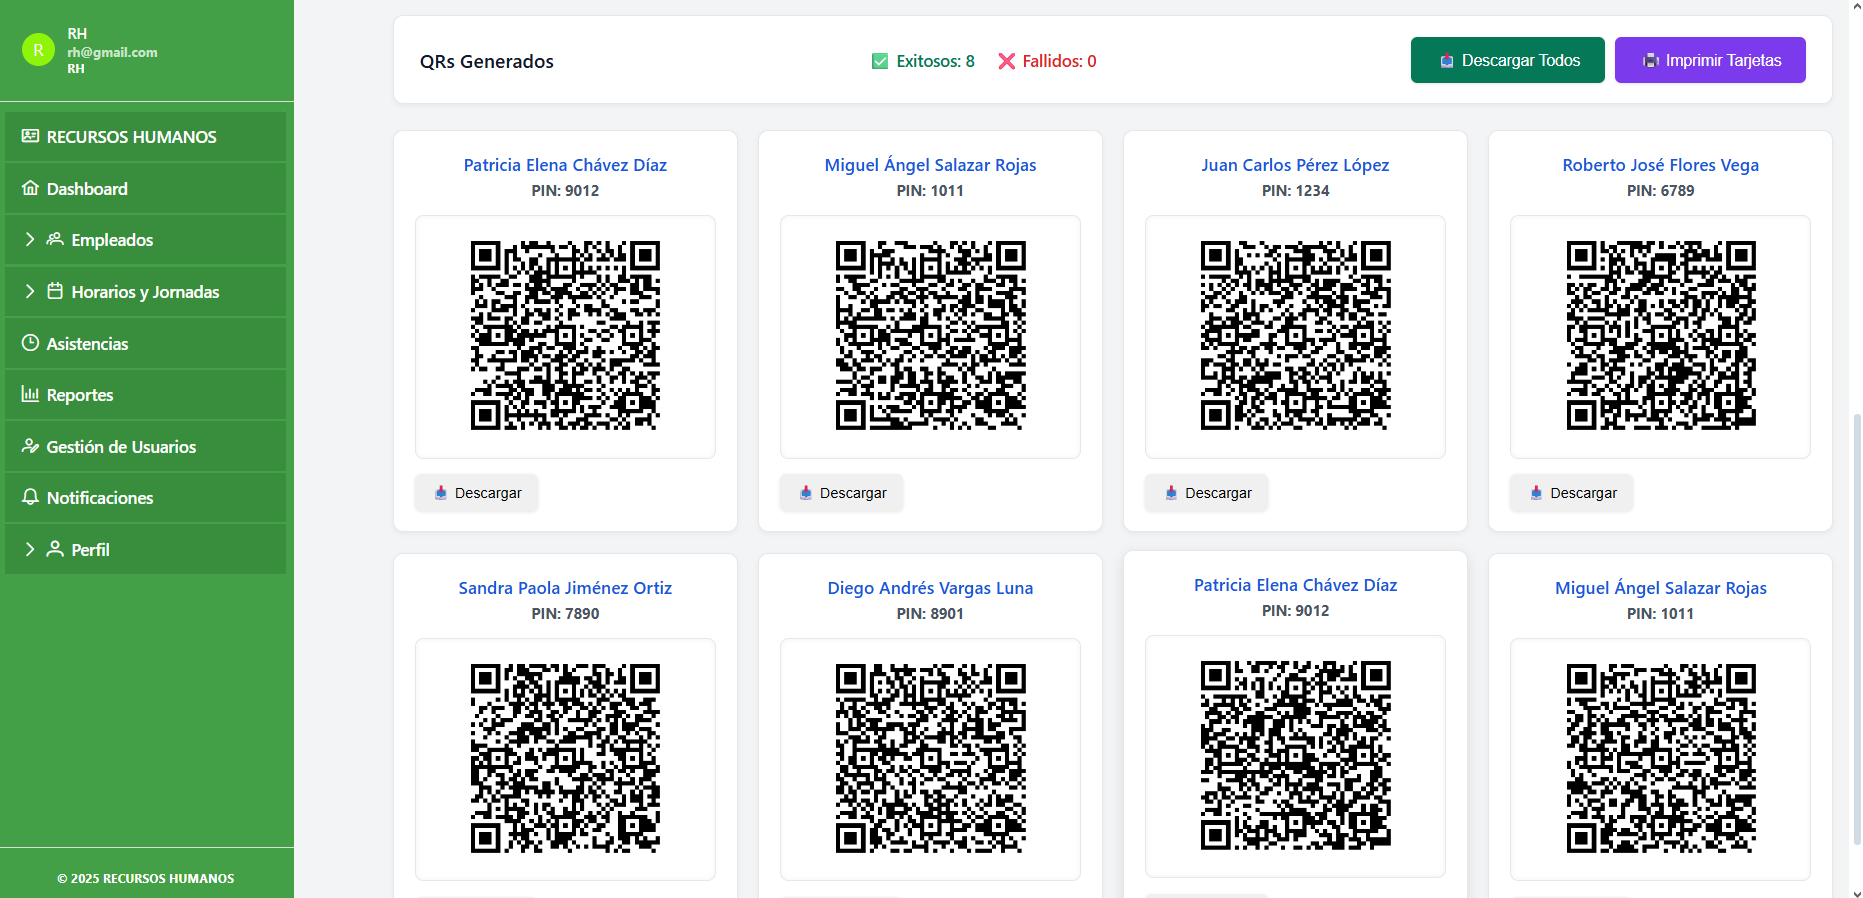 R
RH
rh@gmail.com
RH
RECURSOS HUMANOS
Dashboard
Empleados
Horarios y Jornadas
Asistencias
Reportes
Gestión de Usuarios
Notificaciones
Perfil
© 2025 RECURSOS HUMANOS
QRs Generados
Exitosos: 8
Fallidos: 0
Descargar Todos
Imprimir Tarjetas
Patricia Elena Chávez Díaz
PIN: 9012
Descargar
Miguel Ángel Salazar Rojas
PIN: 1011
Descargar
Juan Carlos Pérez López
PIN: 1234
Descargar
Roberto José Flores Vega
PIN: 6789
Descargar
Sandra Paola Jiménez Ortiz
PIN: 7890
Diego Andrés Vargas Luna
PIN: 8901
Patricia Elena Chávez Díaz
PIN: 9012
Miguel Ángel Salazar Rojas
PIN: 1011